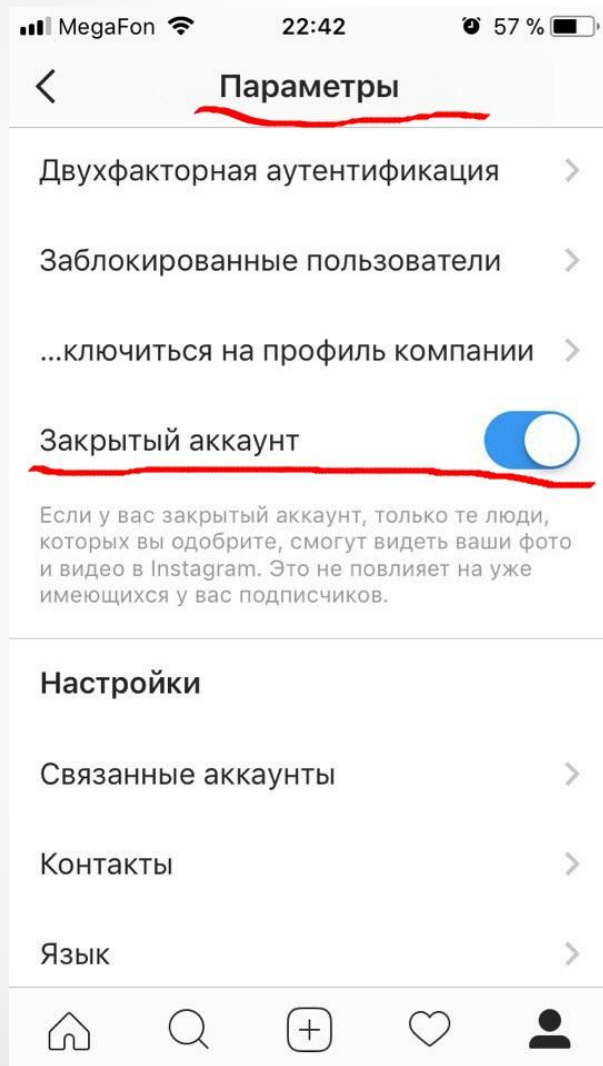 MegaFon 22:42 57 %
Параметры
Двухфакторная аутентификация
Заблокированные пользователи
...ключиться на профиль компании
Закрытый аккаунт
Если у вас закрытый аккаунт, только те люди,
которых вы одобрите, смогут видеть ваши фото
и видео в Instagram. Это не повлияет на уже
имеющихся у вас подписчиков.
Настройки
Связанные аккаунты
Контакты
Язык